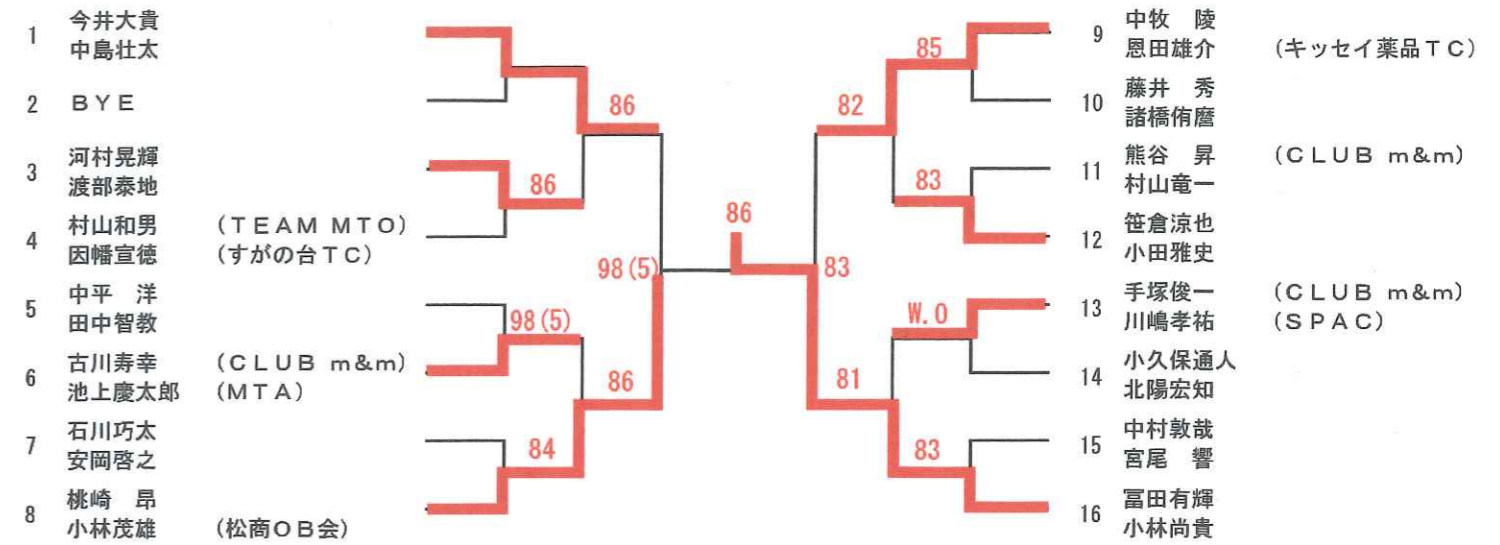 1 今井大貴
中島壮太
2 ＢＹＥ
3 河村晃輝
渡部泰地
4 村山和男 (ＴＥＡＭ ＭＴＯ)
因幡宣徳 (すがの台ＴＣ)
5 中平 洋
田中智教
6 古川寿幸 (ＣＬＵＢ ｍ&ｍ)
池上慶太郎 (ＭＴＡ)
7 石川巧太
安岡啓之
8 桃崎 昂
小林茂雄 (松商ＯＢ会)
86
86
98(5)
84
86
98(5)
86
83
82
81
85
83
W.O
83
9 中牧 陵
恩田雄介 (キッセイ薬品ＴＣ)
10 藤井 秀
諸橋侑麿
11 熊谷 昇 (ＣＬＵＢ ｍ&ｍ)
村山竜一
12 笹倉涼也
小田雅史
13 手塚俊一 (ＣＬＵＢ ｍ&ｍ)
川嶋孝祐 (ＳＰＡＣ)
14 小久保通人
北陽宏知
15 中村敦哉
宮尾 響
16 冨田有輝
小林尚貴